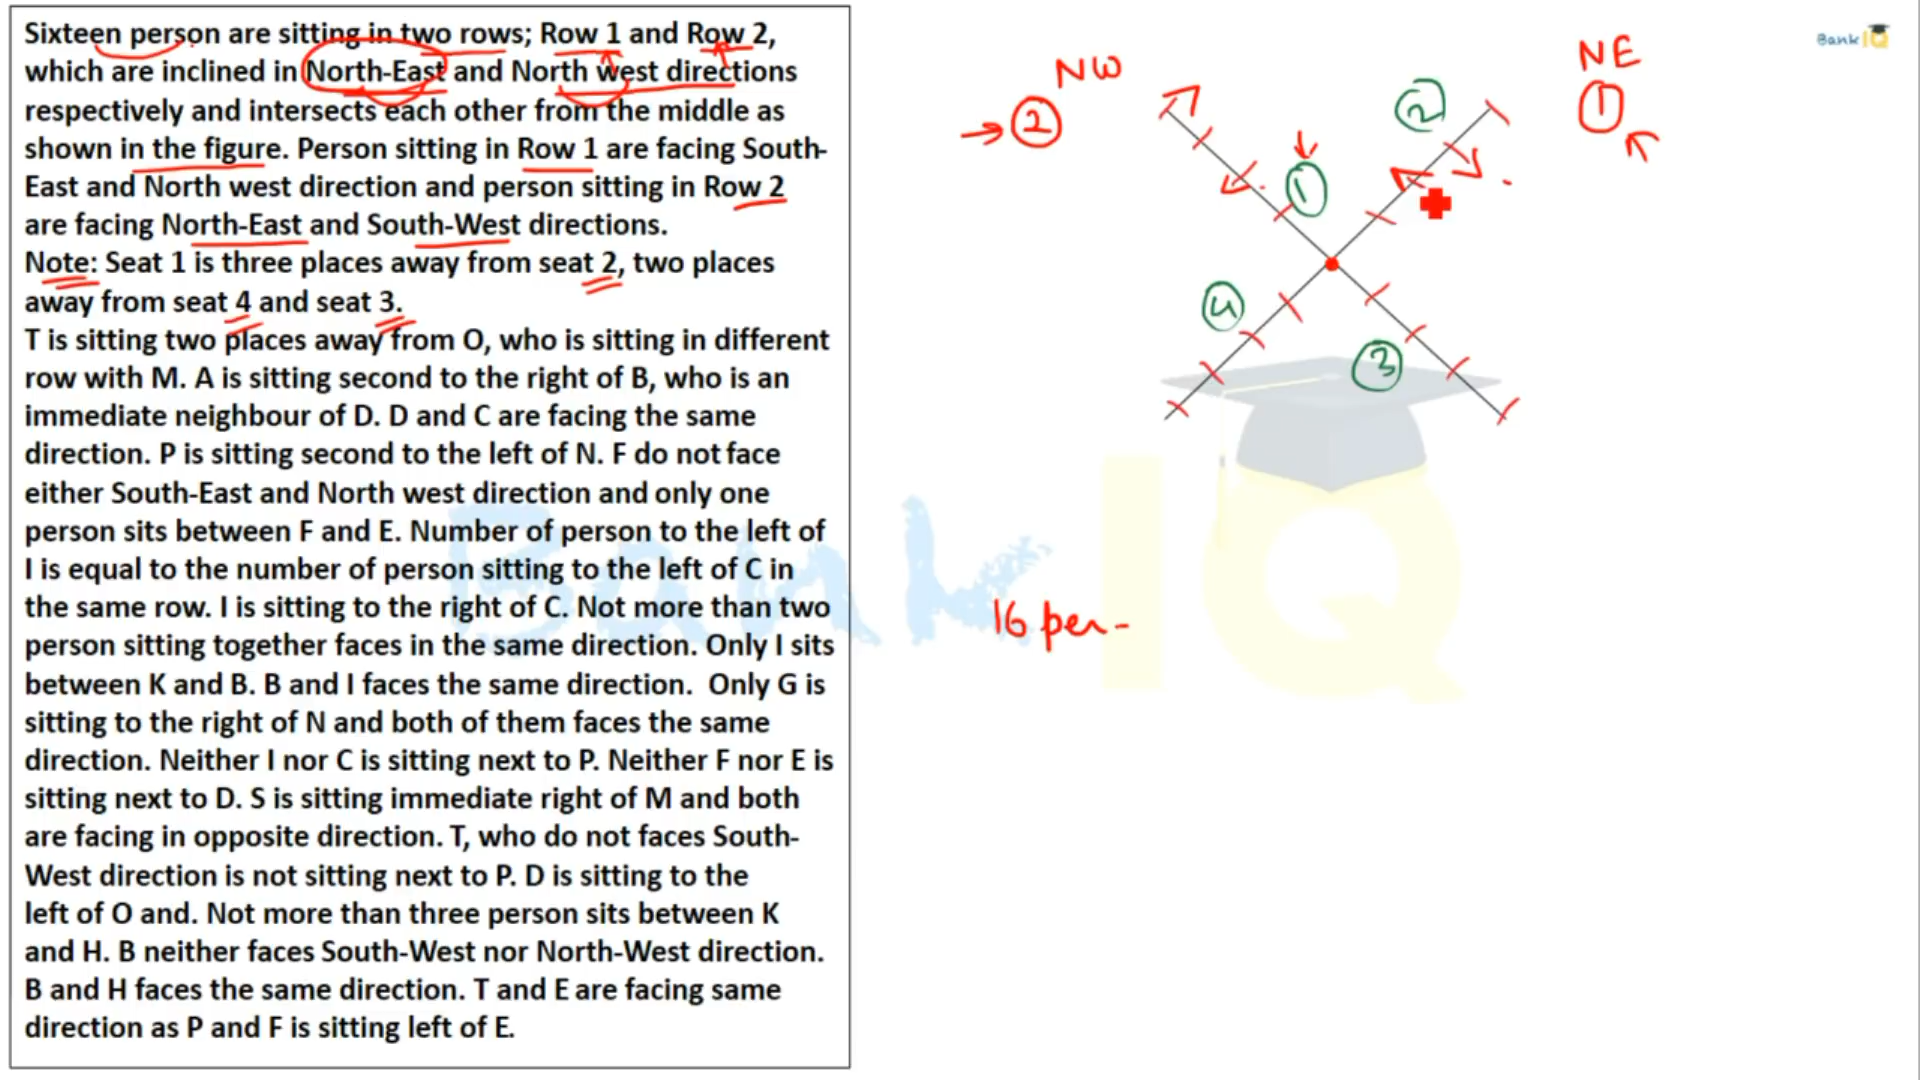 Sixteen person are sitting in two rows; Row 1 and Row 2,
which are inclined in North-East and North west directions
respectively and intersects each other from the middle as
shown in the figure. Person sitting in Row 1 are facing South-
East and North west direction and person sitting in Row 2
are facing North-East and South-West directions.
Note: Seat 1 is three places away from seat 2, two places
away from seat 4 and seat 3.
T is sitting two places away from O, who is sitting in different
row with M. A is sitting second to the right of B, who is an
immediate neighbour of D. D and C are facing the same
direction. P is sitting second to the left of N. F do not face
either South-East and North west direction and only one
person sits between F and E. Number of person to the left of
I is equal to the number of person sitting to the left of C in
the same row. I is sitting to the right of C. Not more than two
person sitting together faces in the same direction. Only I sits
between K and B. B and I faces the same direction.  Only G is
sitting to the right of N and both of them faces the same
direction. Neither I nor C is sitting next to P. Neither F nor E is
sitting next to D. S is sitting immediate right of M and both
are facing in opposite direction. T, who do not faces South-
West direction is not sitting next to P. D is sitting to the
left of O and. Not more than three person sits between K
and H. B neither faces South-West nor North-West direction.
B and H faces the same direction. T and E are facing same
direction as P and F is sitting left of E.
NW
2
NE
1
2
1
4
3
16 per-
Bank IQ
Bank IQ